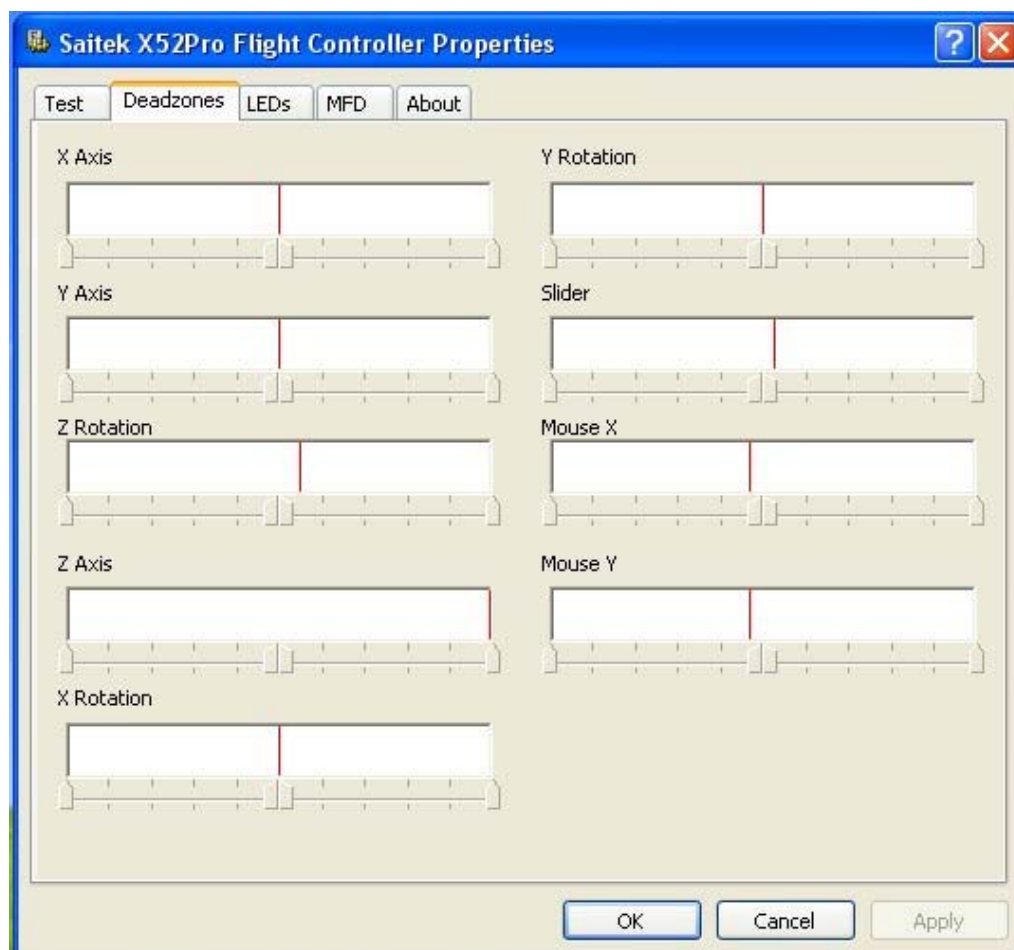 Saitek X52Pro Flight Controller Properties
Test Deadzones LEDs MFD About
X Axis
Y Rotation
Y Axis
Slider
Z Rotation
Mouse X
Z Axis
Mouse Y
X Rotation
OK Cancel Apply